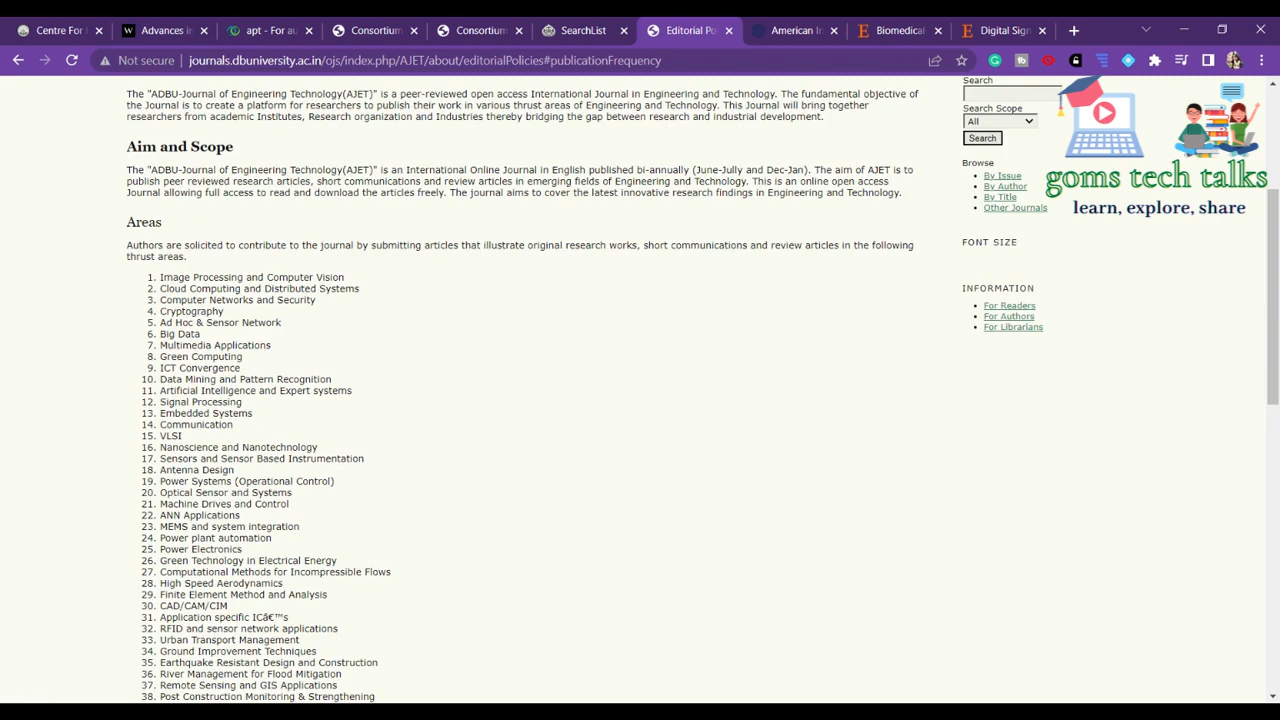 Centre For
Advances in
apt - For au
Consortium
Consortium
SearchList
Editorial Po
American In
Biomedical
Digital Sign
Not secure
journals.dbuniversity.ac.in/ojs/index.php/AJET/about/editorialPolicies#publicationFrequency
The "ADBU-Journal of Engineering Technology(AJET)" is a peer-reviewed open access International Journal in Engineering and Technology. The fundamental objective of
the Journal is to create a platform for researchers to publish their work in various thrust areas of Engineering and Technology. This Journal will bring together
researchers from academic Institutes, Research organization and Industries thereby bridging the gap between research and industrial development.
Aim and Scope
The "ADBU-Journal of Engineering Technology(AJET)" is an International Online Journal in English published bi-annually (June-Jully and Dec-Jan). The aim of AJET is to
publish peer reviewed research articles, short communications and review articles in emerging fields of Engineering and Technology. This is an online open access
Journal allowing full access to read and download the articles freely. The journal aims to cover the latest innovative research findings in Engineering and Technology.
Areas
Authors are solicited to contribute to the journal by submitting articles that illustrate original research works, short communications and review articles in the following
thrust areas.
1. Image Processing and Computer Vision
2. Cloud Computing and Distributed Systems
3. Computer Networks and Security
4. Cryptography
5. Ad Hoc & Sensor Network
6. Big Data
7. Multimedia Applications
8. Green Computing
9. ICT Convergence
10. Data Mining and Pattern Recognition
11. Artificial Intelligence and Expert systems
12. Signal Processing
13. Embedded Systems
14. Communication
15. VLSI
16. Nanoscience and Nanotechnology
17. Sensors and Sensor Based Instrumentation
18. Antenna Design
19. Power Systems (Operational Control)
20. Optical Sensor and Systems
21. Machine Drives and Control
22. ANN Applications
23. MEMS and system integration
24. Power plant automation
25. Power Electronics
26. Green Technology in Electrical Energy
27. Computational Methods for Incompressible Flows
28. High Speed Aerodynamics
29. Finite Element Method and Analysis
30. CAD/CAM/CIM
31. Application specific ICâ€™s
32. RFID and sensor network applications
33. Urban Transport Management
34. Ground Improvement Techniques
35. Earthquake Resistant Design and Construction
36. River Management for Flood Mitigation
37. Remote Sensing and GIS Applications
38. Post Construction Monitoring & Strengthening
Search
Search Scope
All
Search
Browse
By Issue
By Author
By Title
Other Journals
FONT SIZE
INFORMATION
For Readers
For Authors
For Librarians
goms tech talks
learn, explore, share